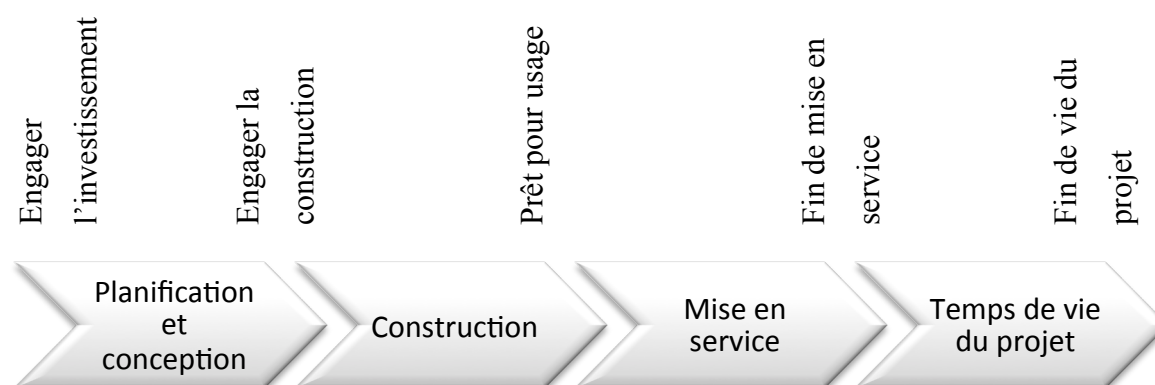 Engager
l’investissement
Engager la
construction
Prêt pour usage
Fin de mise en
service
Fin de vie du
projet
Planification
et
conception
Construction
Mise en
service
Temps de vie
du projet